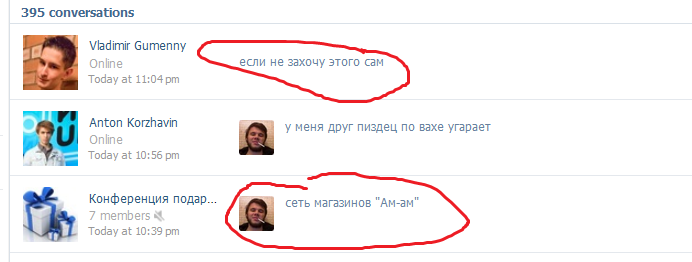 395 conversations
Vladimir Gumenny
Online
Today at 11:04 pm
если не захочу этого сам
Anton Korzhavin
Online
Today at 10:56 pm
у меня друг пиздец по вахе угарает
Конференция подар...
7 members
Today at 10:39 pm
сеть магазинов "Ам-ам"